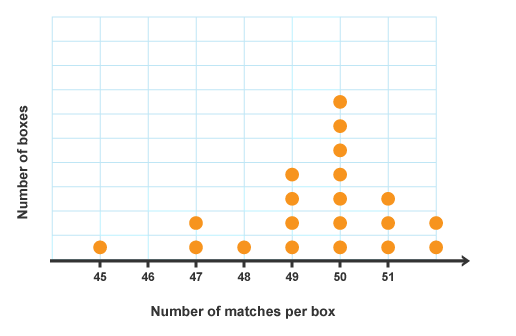 Number of boxes
45 46 47 48 49 50 51
Number of matches per box